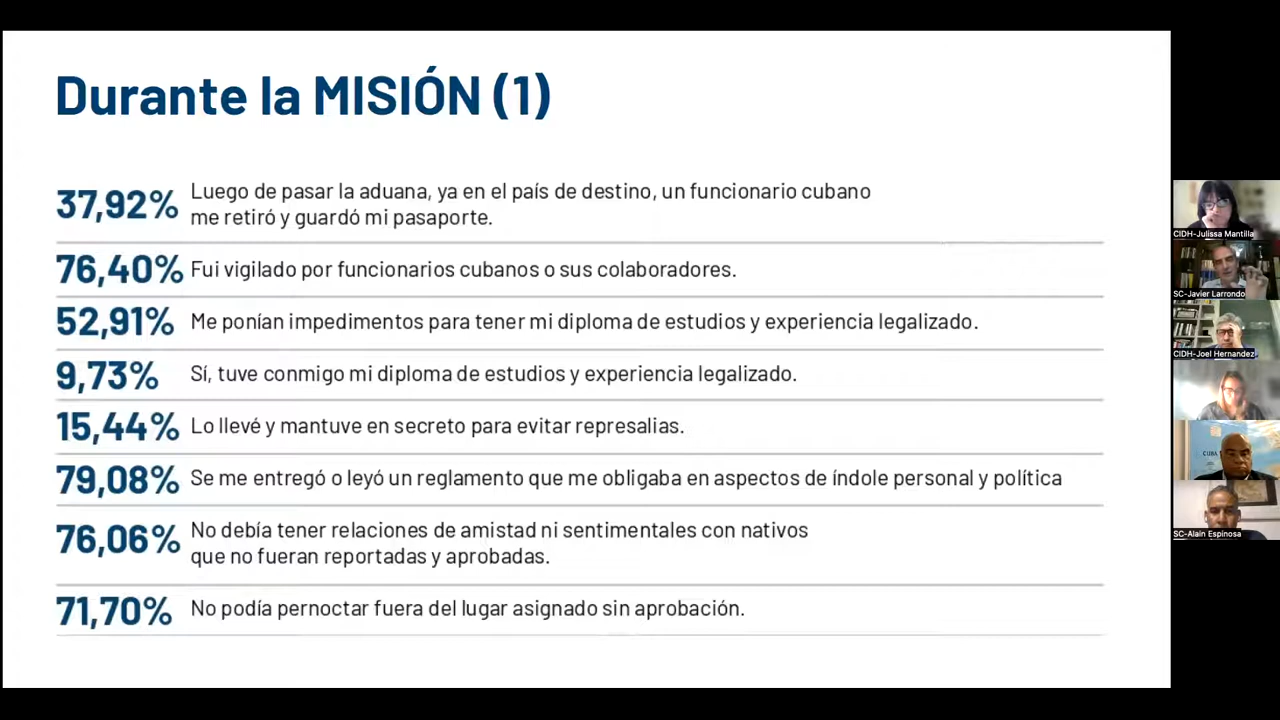 Durante la MISIÓN (1)
37,92% Luego de pasar la aduana, ya en el país de destino, un funcionario cubano
me retiró y guardó mi pasaporte.
76,40% Fui vigilado por funcionarios cubanos o sus colaboradores.
52,91% Me ponían impedimentos para tener mi diploma de estudios y experiencia legalizado.
9,73% Sí, tuve conmigo mi diploma de estudios y experiencia legalizado.
15,44% Lo llevé y mantuve en secreto para evitar represalias.
79,08% Se me entregó o leyó un reglamento que me obligaba en aspectos de índole personal y política
76,06% No debía tener relaciones de amistad ni sentimentales con nativos
que no fueran reportadas y aprobadas.
71,70% No podía pernoctar fuera del lugar asignado sin aprobación.
CIDH-Julissa Mantilla
SC-Javier Larrondo
CIDH-Joel Hernandez
CUBA
SC-Alain Espinosa